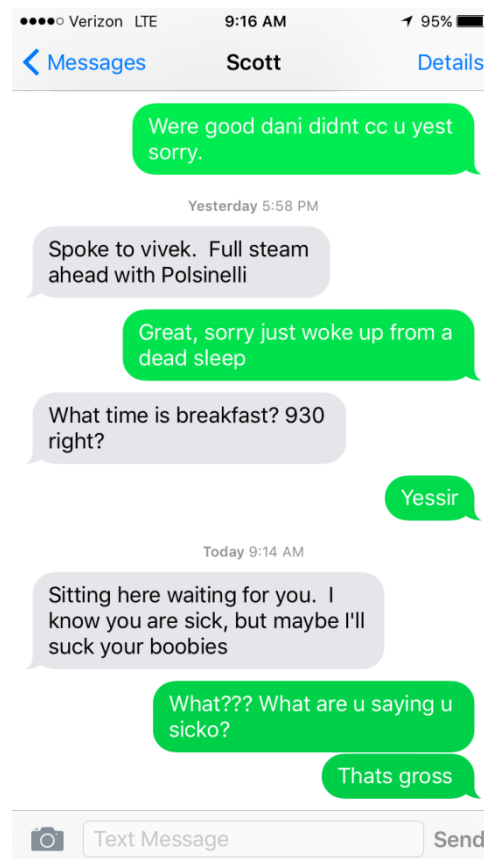 Verizon LTE 9:16 AM 95%
Messages Scott Details
Were good dani didnt cc u yest
sorry.
Yesterday 5:58 PM
Spoke to vivek. Full steam
ahead with Polsinelli
Great, sorry just woke up from a
dead sleep
What time is breakfast? 930
right?
Yessir
Today 9:14 AM
Sitting here waiting for you. I
know you are sick, but maybe I'll
suck your boobies
What??? What are u saying u
sicko?
Thats gross
Text Message Send